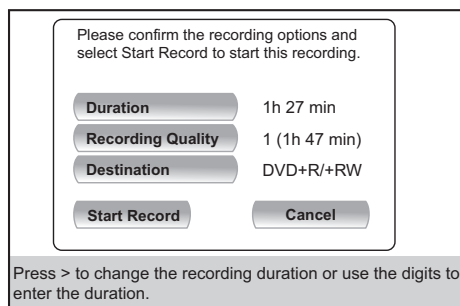 Please confirm the recording options and
select Start Record to start this recording.
Duration 1h 27 min
Recording Quality 1 (1h 47 min)
Destination DVD+R/+RW
Start Record Cancel
Press > to change the recording duration or use the digits to
enter the duration.